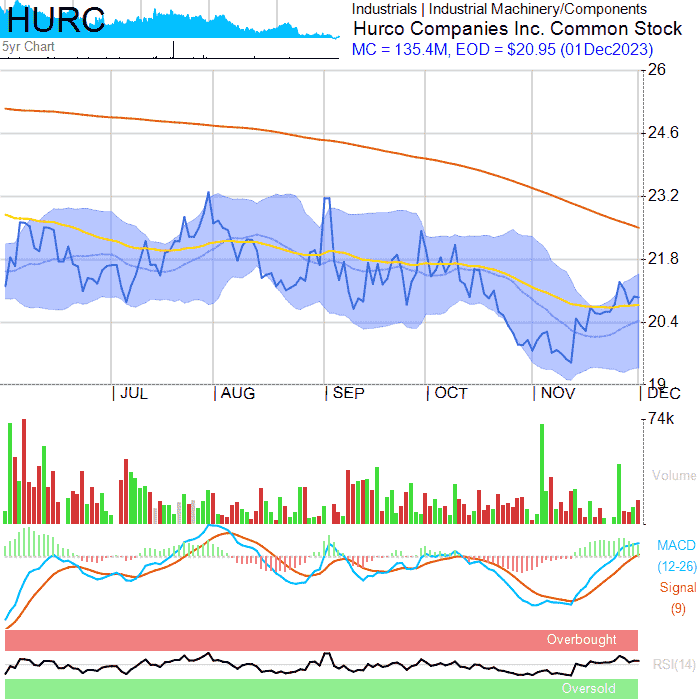 HURC
5yr Chart
Industrials | Industrial Machinery/Components
Hurco Companies Inc. Common Stock
MC = 135.4M, EOD = $20.95 (01Dec2023)
26
24.6
23.2
21.8
20.4
19
JUL
AUG
SEP
OCT
NOV
DEC
74k
Volume
MACD
(12-26)
Signal
(9)
Overbought
RSI(14)
Oversold